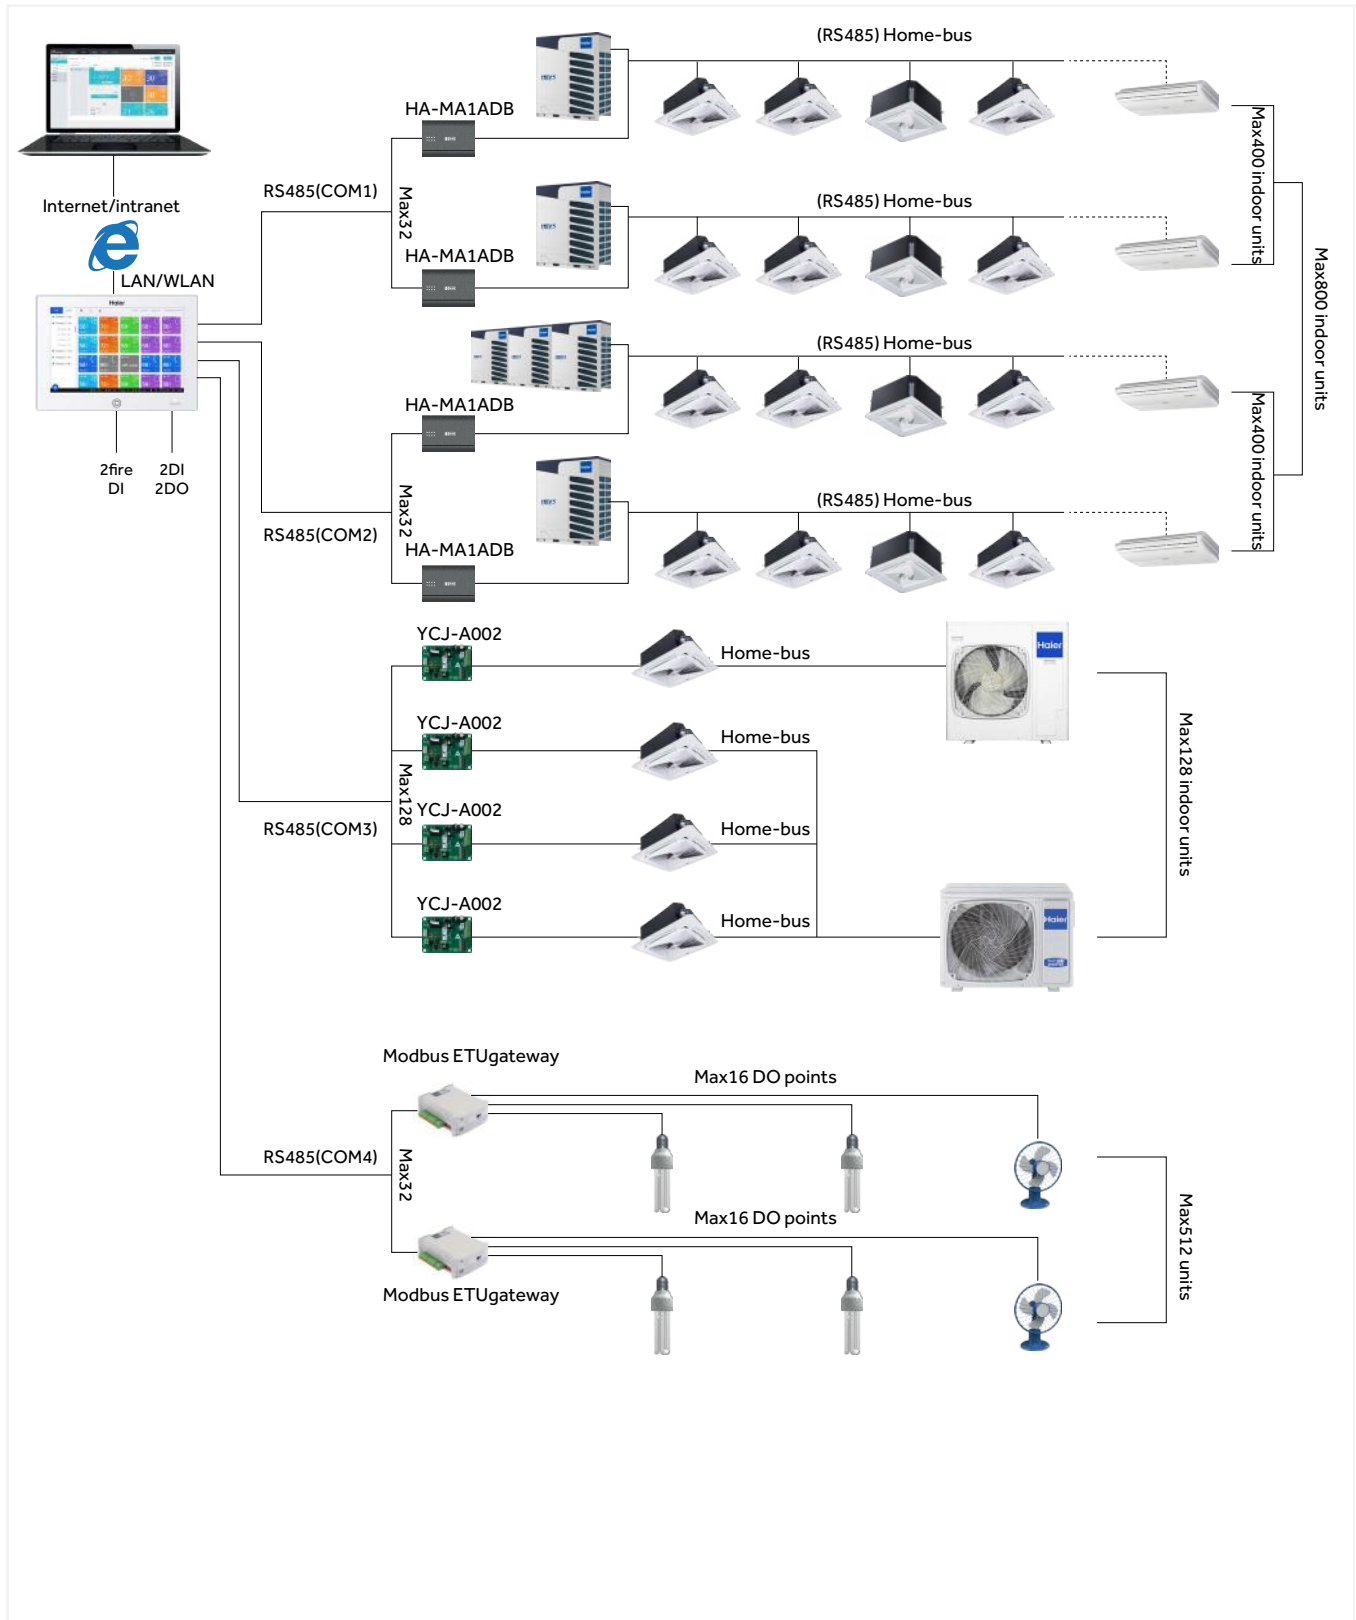 (RS485) Home-bus
HA-MA1ADB
RS485(COM1)
Max32
Max400 indoor units
Internet/intranet
(RS485) Home-bus
HA-MA1ADB
LAN/WLAN
Haier
Max800 indoor units
(RS485) Home-bus
HA-MA1ADB
Max400 indoor units
2fire
DI
2DI
2DO
Max32
(RS485) Home-bus
RS485(COM2)
HA-MA1ADB
YCJ-A002
Home-bus
Haier
YCJ-A002
Home-bus
Max128
Max128 indoor units
YCJ-A002
RS485(COM3)
Home-bus
YCJ-A002
Home-bus
Haier
Modbus ETUgateway
Max16 DO points
RS485(COM4)
Max32
Max16 DO points
Max512 units
Modbus ETUgateway